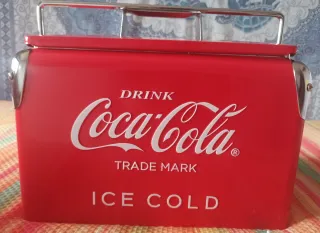 DRINK
Coca-Cola®
TRADE MARK
ICE COLD